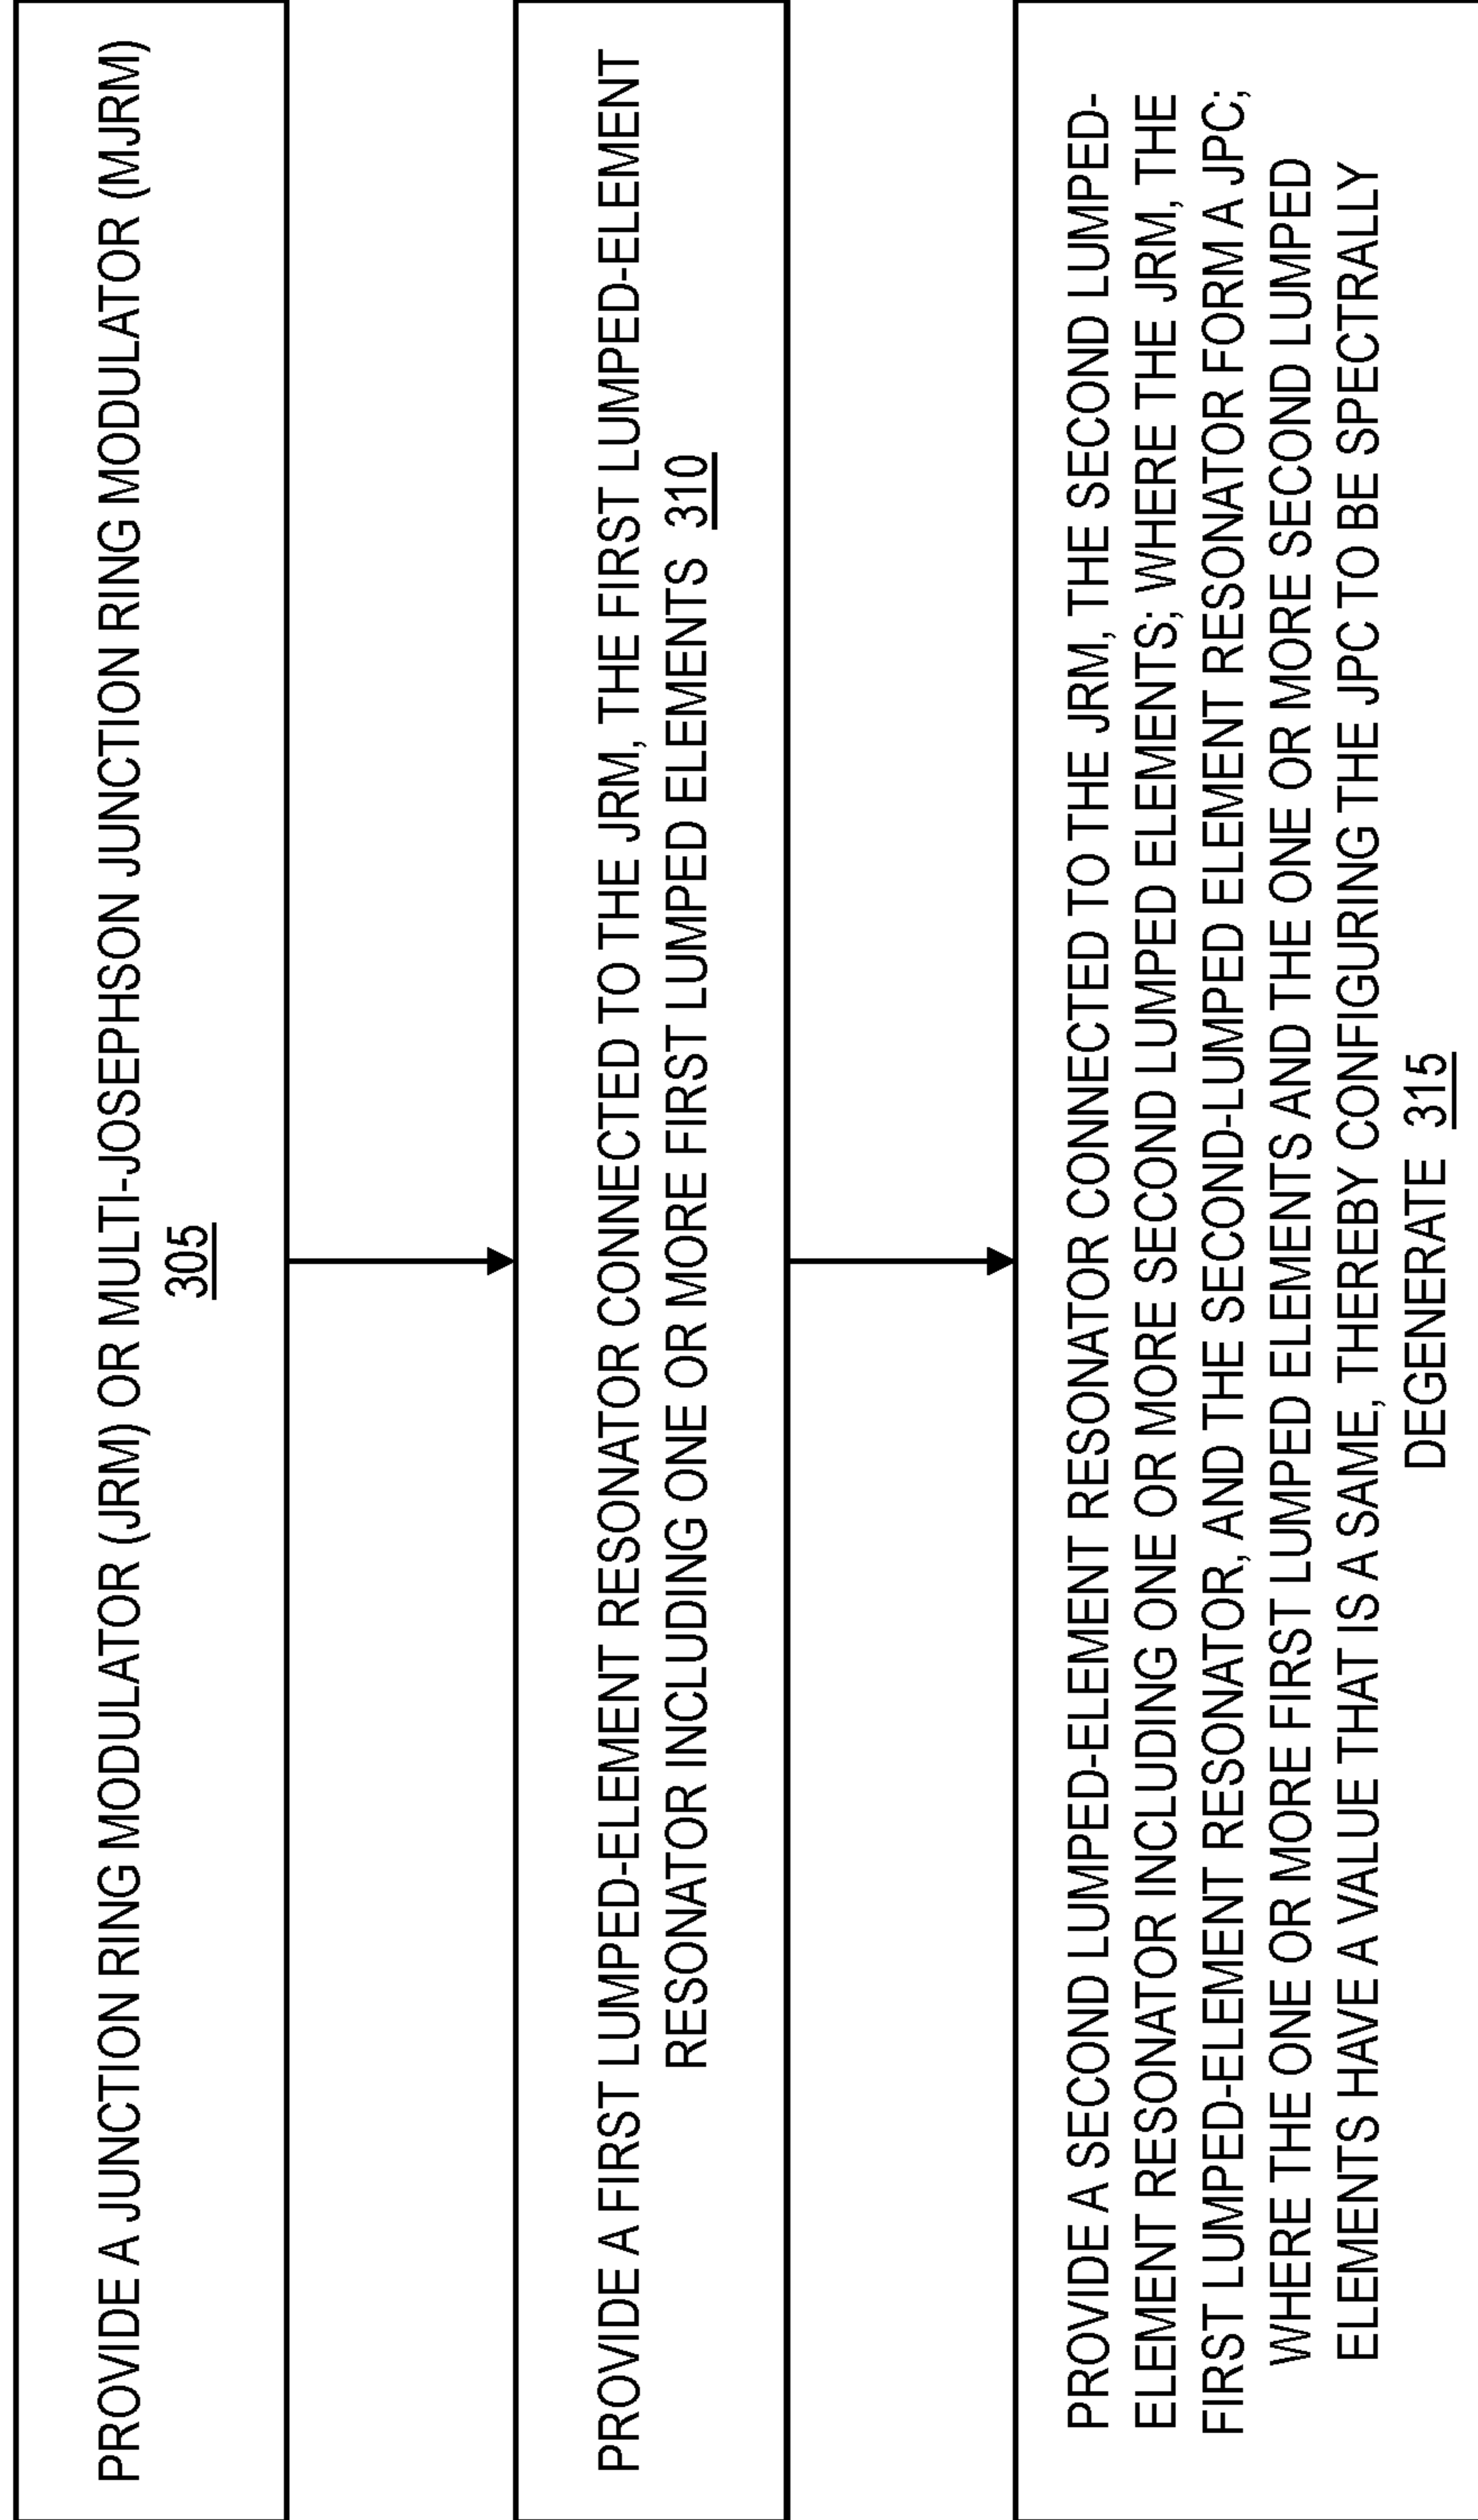 PROVIDE A JUNCTION RING MODULATOR (JRM) OR MULTI-JOSEPHSON JUNCTION RING MODULATOR (MJRM)
305
PROVIDE A FIRST LUMPED-ELEMENT RESONATOR CONNECTED TO THE JRM, THE FIRST LUMPED-ELEMENT
RESONATOR INCLUDING ONE OR MORE FIRST LUMPED ELEMENTS 310
PROVIDE A SECOND LUMPED-ELEMENT RESONATOR CONNECTED TO THE JRM, THE SECOND LUMPED-
ELEMENT RESONATOR INCLUDING ONE OR MORE SECOND LUMPED ELEMENTS; WHERE THE JRM, THE
FIRST LUMPED-ELEMENT RESONATOR, AND THE SECOND-LUMPED ELEMENT RESONATOR FORM A JPC;
WHERE THE ONE OR MORE FIRST LUMPED ELEMENTS AND THE ONE OR MORE SECOND LUMPED
ELEMENTS HAVE A VALUE THAT IS A SAME, THEREBY CONFIGURING THE JPC TO BE SPECTRALLY
DEGENERATE 315